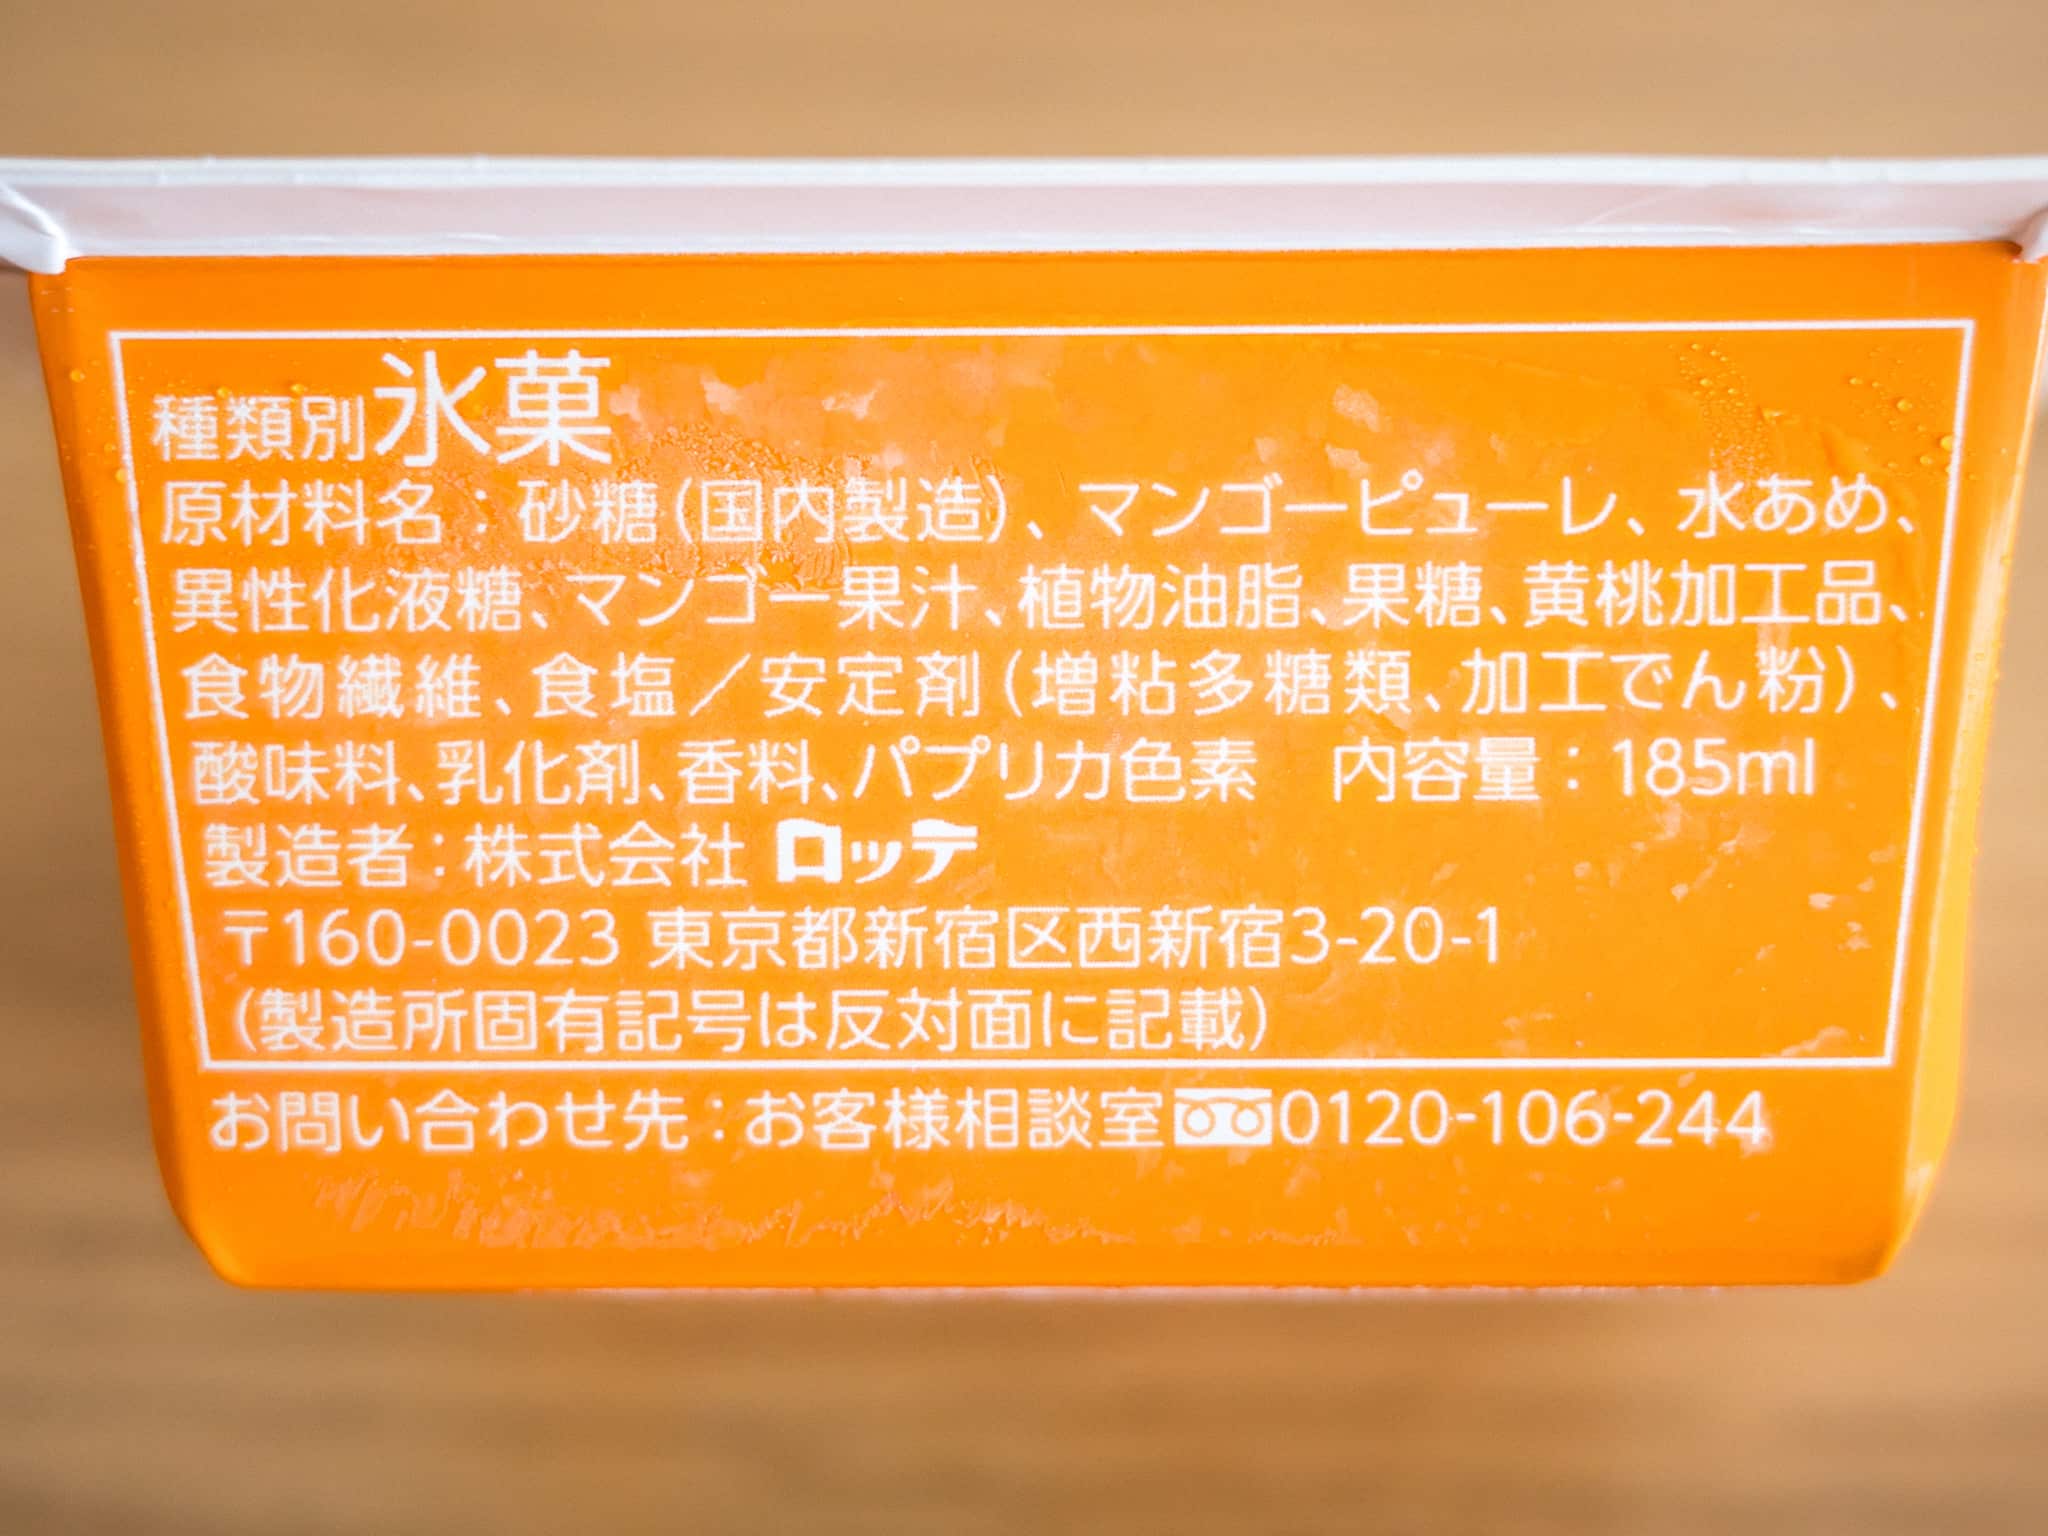 種類別氷菓
原材料名：砂糖（国内製造）、マンゴーピューレ、水あめ、
異性化液糖、マンゴー果汁、植物油脂、果糖、黄桃加工品、
食物繊維、食塩／安定剤（増粘多糖類、加工でん粉）、
酸味料、乳化剤、香料、パプリカ色素　内容量：185ml
製造者：株式会社 ロッテ
〒160-0023 東京都新宿区西新宿3-20-1
（製造所固有記号は反対面に記載）
お問い合わせ先：お客様相談室0120-106-244